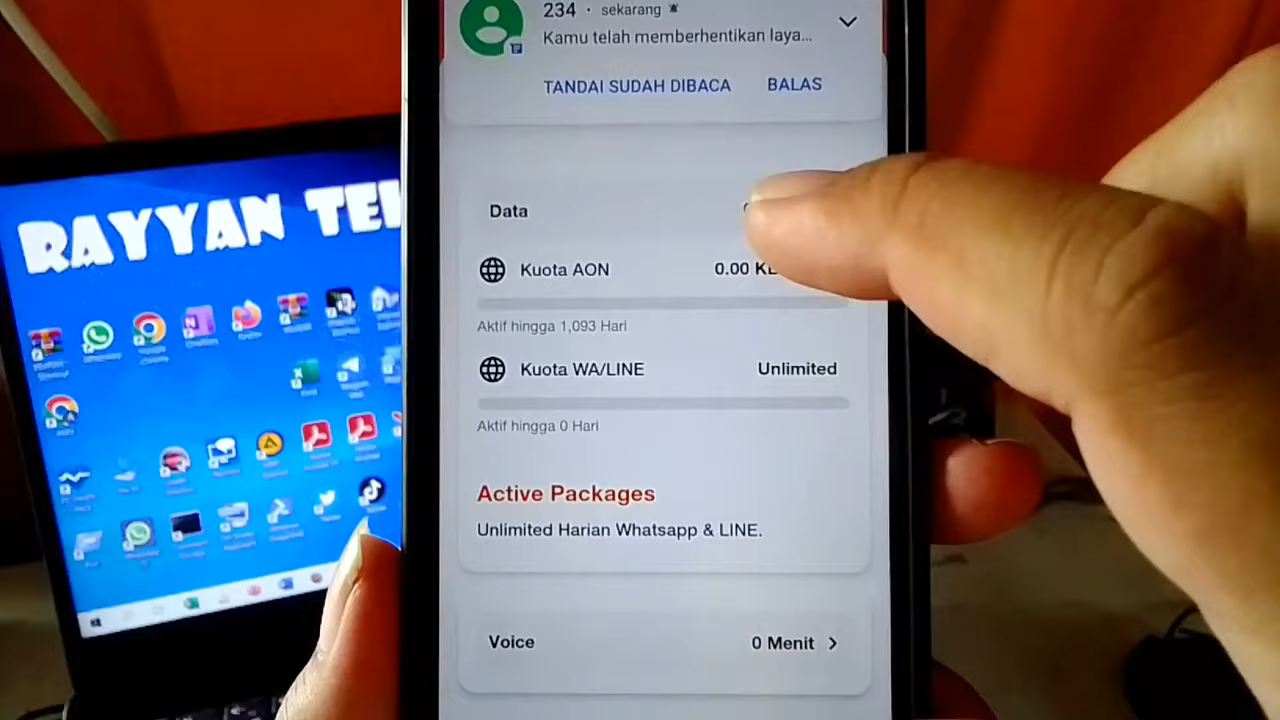 234 · sekarang
Kamu telah memberhentikan laya...
TANDAI SUDAH DIBACA BALAS
RAYYAN
Data
Kuota AON 0.00
Aktif hingga 1,093 Hari
Kuota WA/LINE Unlimited
Aktif hingga 0 Hari
Active Packages
Unlimited Harian Whatsapp & LINE.
Voice 0 Menit